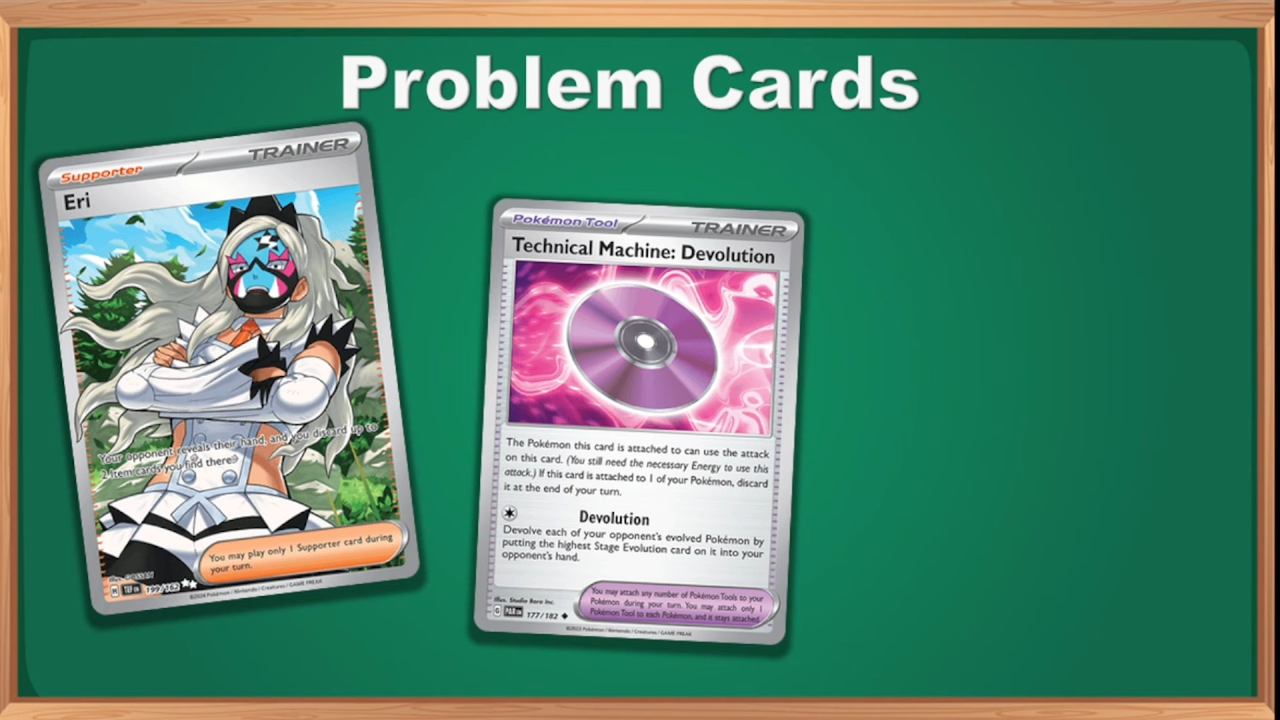 Problem Cards
Supporter
TRAINER
Eri
Your opponent reveals their hand, and you discard up to
2 Item cards you find there.
You may play only 1 Supporter card during
your turn.
199/162
©2024 Pokémon / Nintendo / Creatures / GAME FREAK
Pokémon Tool
TRAINER
Technical Machine: Devolution
The Pokémon this card is attached to can use the attack
on this card. (You still need the necessary Energy to use this
attack.) If this card is attached to 1 of your Pokémon, discard
it at the end of your turn.
Devolution
Devolve each of your opponent's evolved Pokémon by
putting the highest Stage Evolution card on it into your
opponent's hand.
You may attach any number of Pokémon Tools to your
Pokémon during your turn. You may attach only 1
Pokémon Tool to each Pokémon, and it stays attached.
Illus. Studio Bora Inc.
G PAR EN 177/182
©2023 Pokémon / Nintendo / Creatures / GAME FREAK